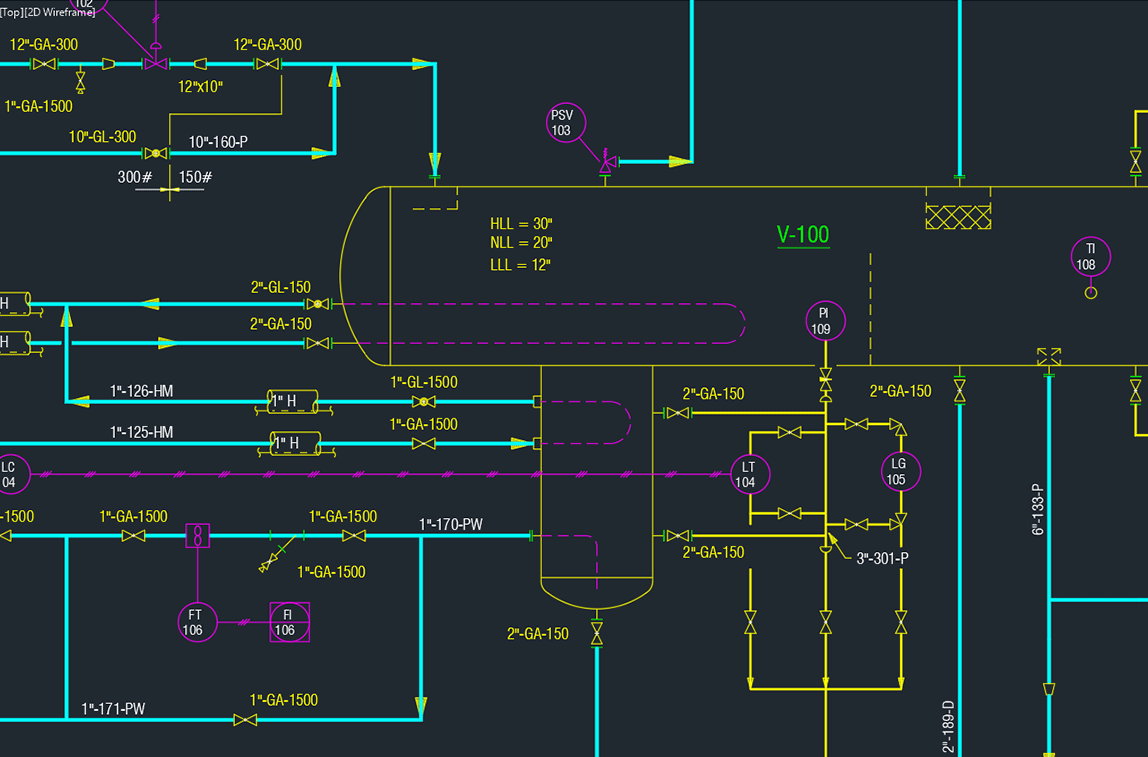 102
[Top][2D Wireframe]
12"-GA-300
12"-GA-300
12"x10"
1"-GA-1500
10"-GL-300
10"-160-P
300#
150#
PSV
103
HLL = 30"
NLL = 20"
LLL = 12"
V-100
TI
108
2"-GL-150
H
2"-GA-150
H
PI
109
1"-126-HM
1" H
1"-GL-1500
2"-GA-150
2"-GA-150
1"-125-HM
1" H
1"-GA-1500
LC
04
LT
104
LG
105
-1500
1"-GA-1500
1"-GA-1500
1"-170-PW
1"-GA-1500
2"-GA-150
3"-301-P
6"-133-P
FT
106
FI
106
2"-GA-150
1"-171-PW
1"-GA-1500
2"-189-D